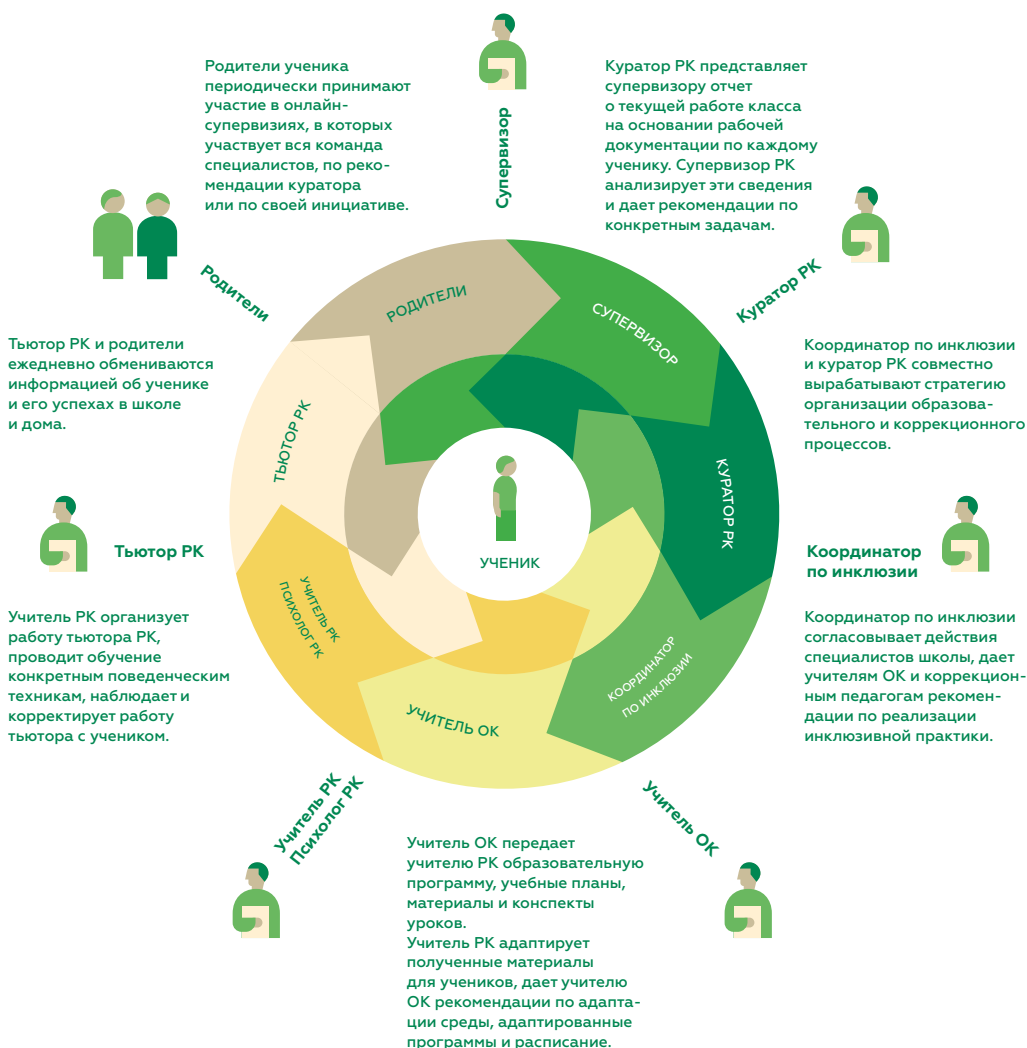 Супервизор
Родители ученика
периодически принимают
участие в онлайн-
супервизиях, в которых
участвует вся команда
специалистов, по реко-
мендации куратора
или по своей инициативе.
Куратор РК представляет
супервизору отчет
о текущей работе класса
на основании рабочей
документации по каждому
ученику. Супервизор РК
анализирует эти сведения
и дает рекомендации по
конкретным задачам.
Родители
Куратор РК
Тьютор РК и родители
ежедневно обмениваются
информацией об ученике
и его успехах в школе
и дома.
Координатор по инклюзии
и куратор РК совместно
вырабатывают стратегию
организации образова-
тельного и коррекционного
процессов.
РОДИТЕЛИ
СУПЕРВИЗОР
ТЬЮТОР РК
КУРАТОР РК
УЧЕНИК
УЧИТЕЛЬ РК
ПСИХОЛОГ РК
КООРДИНАТОР
ПО ИНКЛЮЗИИ
УЧИТЕЛЬ ОК
Тьютор РК
Координатор
по инклюзии
Учитель РК организует
работу тьютора РК,
проводит обучение
конкретным поведенческим
техникам, наблюдает и
корректирует работу
тьютора с учеником.
Координатор по инклюзии
согласовывает действия
специалистов школы, дает
учителям ОК и коррекцион-
ным педагогам рекомен-
дации по реализации
инклюзивной практики.
Учитель РК
Психолог РК
Учитель ОК
Учитель ОК передает
учителю РК образовательную
программу, учебные планы,
материалы и конспекты
уроков.
Учитель РК адаптирует
полученные материалы
для учеников, дает учителю
ОК рекомендации по адапта-
ции среды, адаптированные
программы и расписание.